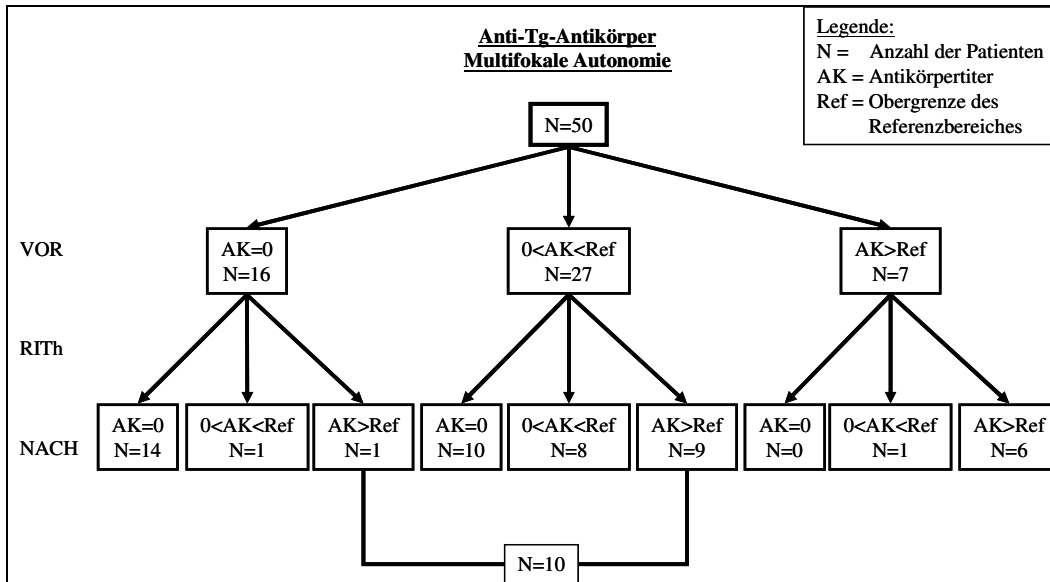 Anti-Tg-Antikörper
Multifokale Autonomie
Legende:
N = Anzahl der Patienten
AK = Antikörpertiter
Ref = Obergrenze des
Referenzbereiches
N=50
VOR
AK=0
N=16
0<AK<Ref
N=27
AK>Ref
N=7
RITh
NACH
AK=0
N=14
0<AK<Ref
N=1
AK>Ref
N=1
AK=0
N=10
0<AK<Ref
N=8
AK>Ref
N=9
AK=0
N=0
0<AK<Ref
N=1
AK>Ref
N=6
N=10